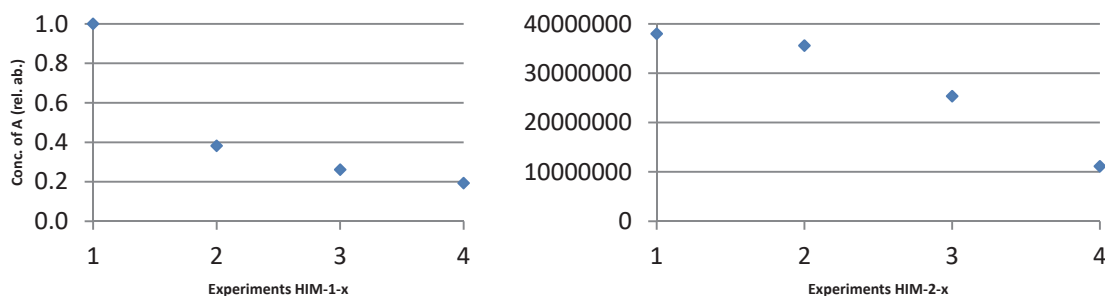 1.0
0.8
0.6
0.4
0.2
0.0
Conc. of A (rel. ab.)
1 2 3 4
Experiments HIM-1-x
40000000
30000000
20000000
10000000
0
1 2 3 4
Experiments HIM-2-x